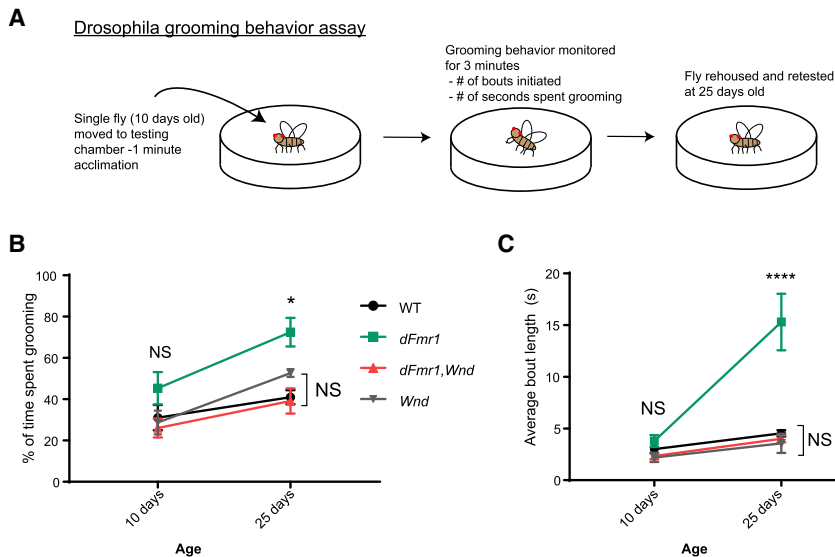 A
Drosophila grooming behavior assay
Single fly (10 days old)
moved to testing
chamber -1 minute
acclimation
Grooming behavior monitored
for 3 minutes
- # of bouts initiated
- # of seconds spent grooming
Fly rehoused and retested
at 25 days old
B
% of time spent grooming
100
80
60
40
20
0
NS
*
NS
10 days
25 days
Age
WT
dFmr1
dFmr1,Wnd
Wnd
C
Average bout length (s)
20
15
10
5
0
NS
****
NS
10 days
25 days
Age